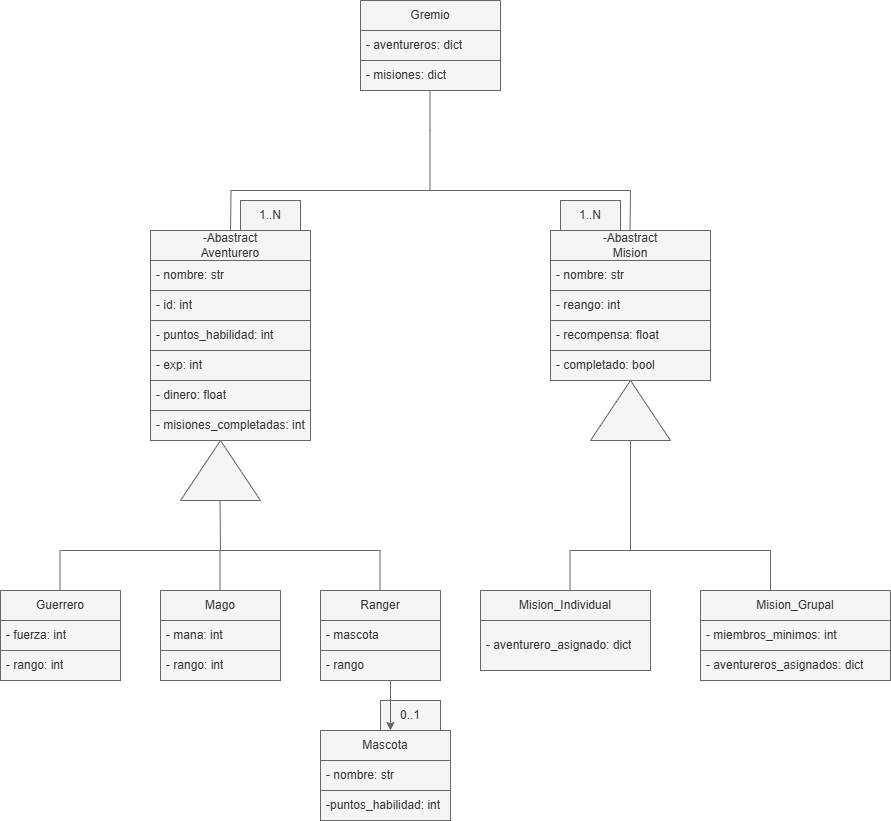 Gremio
- aventureros: dict
- misiones: dict
1..N
1..N
-Abastract
Aventurero
- nombre: str
- id: int
- puntos_habilidad: int
- exp: int
- dinero: float
- misiones_completadas: int
-Abastract
Mision
- nombre: str
- reango: int
- recompensa: float
- completado: bool
Guerrero
- fuerza: int
- rango: int
Mago
- mana: int
- rango: int
Ranger
- mascota
- rango
Mision_Individual
- aventurero_asignado: dict
Mision_Grupal
- miembros_minimos: int
- aventureros_asignados: dict
0..1
Mascota
- nombre: str
-puntos_habilidad: int